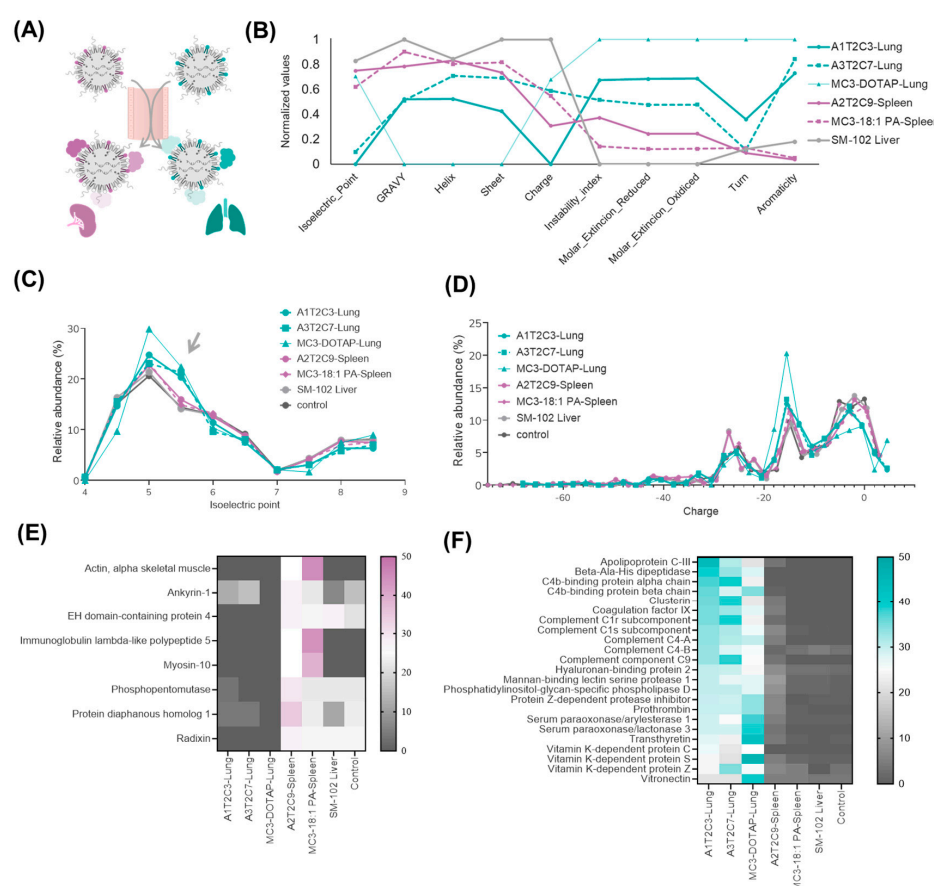 (A)
(B)
Normalized values
1
0.8
0.6
0.4
0.2
0
Isoelectric_Point
GRAVY
Helix
Sheet
Charge
Instability_index
Molar_Extincion_Reduced
Molar_Extincion_Oxidiced
Turn
Aromaticity
A1T2C3-Lung
A3T2C7-Lung
MC3-DOTAP-Lung
A2T2C9-Spleen
MC3-18:1 PA-Spleen
SM-102 Liver
(C)
Relative abundance (%)
30
20
10
0
4
5
6
7
8
9
Isoelectric point
A1T2C3-Lung
A3T2C7-Lung
MC3-DOTAP-Lung
A2T2C9-Spleen
MC3-18:1 PA-Spleen
SM-102 Liver
control
(D)
Relative abundance (%)
25
20
15
10
5
0
-60
-40
-20
0
Charge
A1T2C3-Lung
A3T2C7-Lung
MC3-DOTAP-Lung
A2T2C9-Spleen
MC3-18:1 PA-Spleen
SM-102 Liver
control
(E)
Actin, alpha skeletal muscle
Ankyrin-1
EH domain-containing protein 4
Immunoglobulin lambda-like polypeptide 5
Myosin-10
Phosphopentomutase
Protein diaphanous homolog 1
Radixin
A1T2C3-Lung
A3T2C7-Lung
MC3-DOTAP-Lung
A2T2C9-Spleen
MC3-18:1 PA-Spleen
SM-102 Liver
Control
50
40
30
20
10
0
(F)
Apolipoprotein C-III
Beta-Ala-His dipeptidase
C4b-binding protein alpha chain
C4b-binding protein beta chain
Clusterin
Coagulation factor IX
Complement C1r subcomponent
Complement C1s subcomponent
Complement C4-A
Complement C4-B
Complement component C9
Hyaluronan-binding protein 2
Mannan-binding lectin serine protease 1
Phosphatidylinositol-glycan-specific phospholipase D
Protein Z-dependent protease inhibitor
Prothrombin
Serum paraoxonase/arylesterase 1
Serum paraoxonase/lactonase 3
Transthyretin
Vitamin K-dependent protein C
Vitamin K-dependent protein S
Vitamin K-dependent protein Z
Vitronectin
A1T2C3-Lung
A3T2C7-Lung
MC3-DOTAP-Lung
A2T2C9-Spleen
MC3-18:1 PA-Spleen
SM-102 Liver
Control
50
40
30
20
10
0